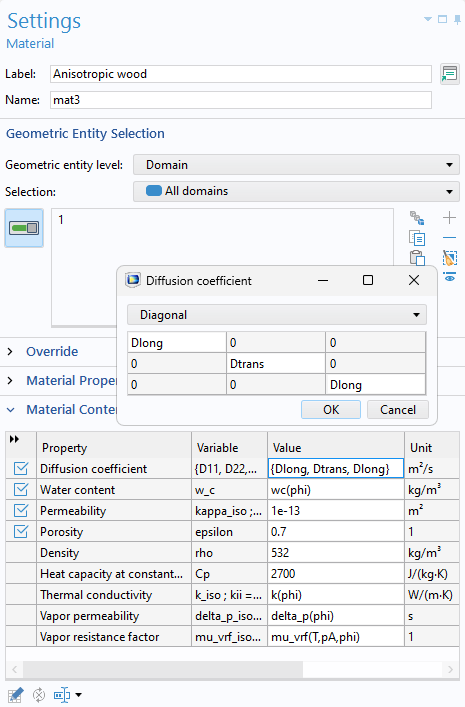 Settings
Material
Label: Anisotropic wood
Name: mat3
Geometric Entity Selection
Geometric entity level: Domain
Selection: All domains
1
Diffusion coefficient
Diagonal
Dlong 0 0
0 Dtrans 0
0 0 Dlong
OK Cancel
Override
Material Prope
Material Conte
Property Variable Value Unit
Diffusion coefficient {D11, D22,... {Dlong, Dtrans, Dlong} m²/s
Water content w_c wc(phi) kg/m³
Permeability kappa_iso ;... 1e-13 m²
Porosity epsilon 0.7 1
Density rho 532 kg/m³
Heat capacity at constant... Cp 2700 J/(kg·K)
Thermal conductivity k_iso ; kii =... k(phi) W/(m·K)
Vapor permeability delta_p_iso... delta_p(phi) s
Vapor resistance factor mu_vrf_iso... mu_vrf(T,pA,phi) 1